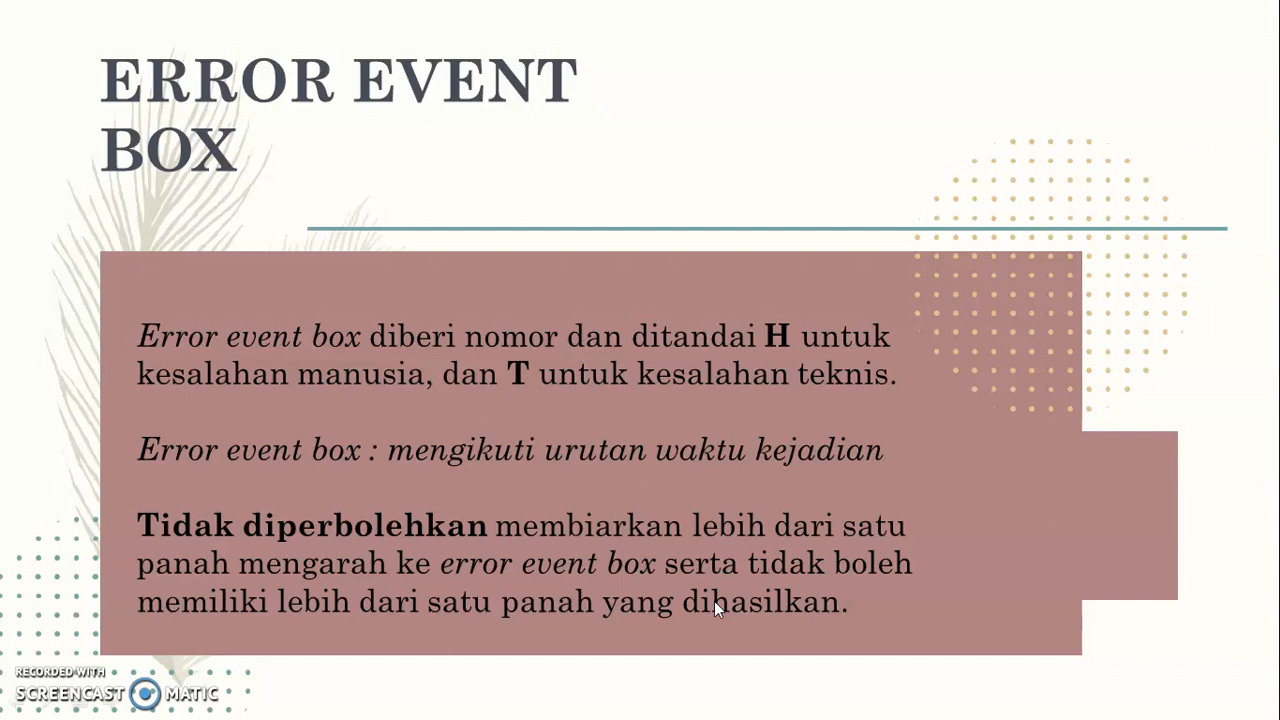 ERROR EVENT
BOX
Error event box diberi nomor dan ditandai H untuk
kesalahan manusia, dan T untuk kesalahan teknis.
Error event box : mengikuti urutan waktu kejadian
Tidak diperbolehkan membiarkan lebih dari satu
panah mengarah ke error event box serta tidak boleh
memiliki lebih dari satu panah yang dihasilkan.
RECORDED WITH
SCREENCAST MATIC